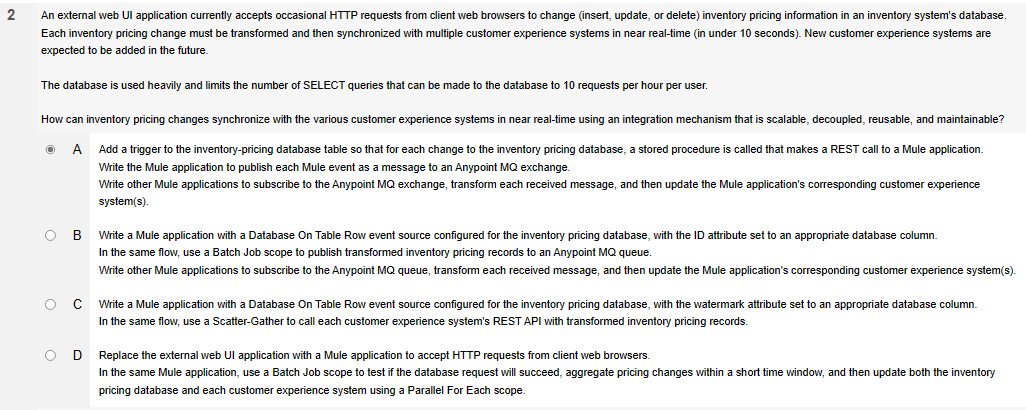 2 An external web UI application currently accepts occasional HTTP requests from client web browsers to change (insert, update, or delete) inventory pricing information in an inventory system's database.
Each inventory pricing change must be transformed and then synchronized with multiple customer experience systems in near real-time (in under 10 seconds). New customer experience systems are
expected to be added in the future.
The database is used heavily and limits the number of SELECT queries that can be made to the database to 10 requests per hour per user.
How can inventory pricing changes synchronize with the various customer experience systems in near real-time using an integration mechanism that is scalable, decoupled, reusable, and maintainable?
A Add a trigger to the inventory-pricing database table so that for each change to the inventory pricing database, a stored procedure is called that makes a REST call to a Mule application.
Write the Mule application to publish each Mule event as a message to an Anypoint MQ exchange.
Write other Mule applications to subscribe to the Anypoint MQ exchange, transform each received message, and then update the Mule application's corresponding customer experience
system(s).
B Write a Mule application with a Database On Table Row event source configured for the inventory pricing database, with the ID attribute set to an appropriate database column.
In the same flow, use a Batch Job scope to publish transformed inventory pricing records to an Anypoint MQ queue.
Write other Mule applications to subscribe to the Anypoint MQ queue, transform each received message, and then update the Mule application's corresponding customer experience system(s).
C Write a Mule application with a Database On Table Row event source configured for the inventory pricing database, with the watermark attribute set to an appropriate database column.
In the same flow, use a Scatter-Gather to call each customer experience system's REST API with transformed inventory pricing records.
D Replace the external web UI application with a Mule application to accept HTTP requests from client web browsers.
In the same Mule application, use a Batch Job scope to test if the database request will succeed, aggregate pricing changes within a short time window, and then update both the inventory
pricing database and each customer experience system using a Parallel For Each scope.